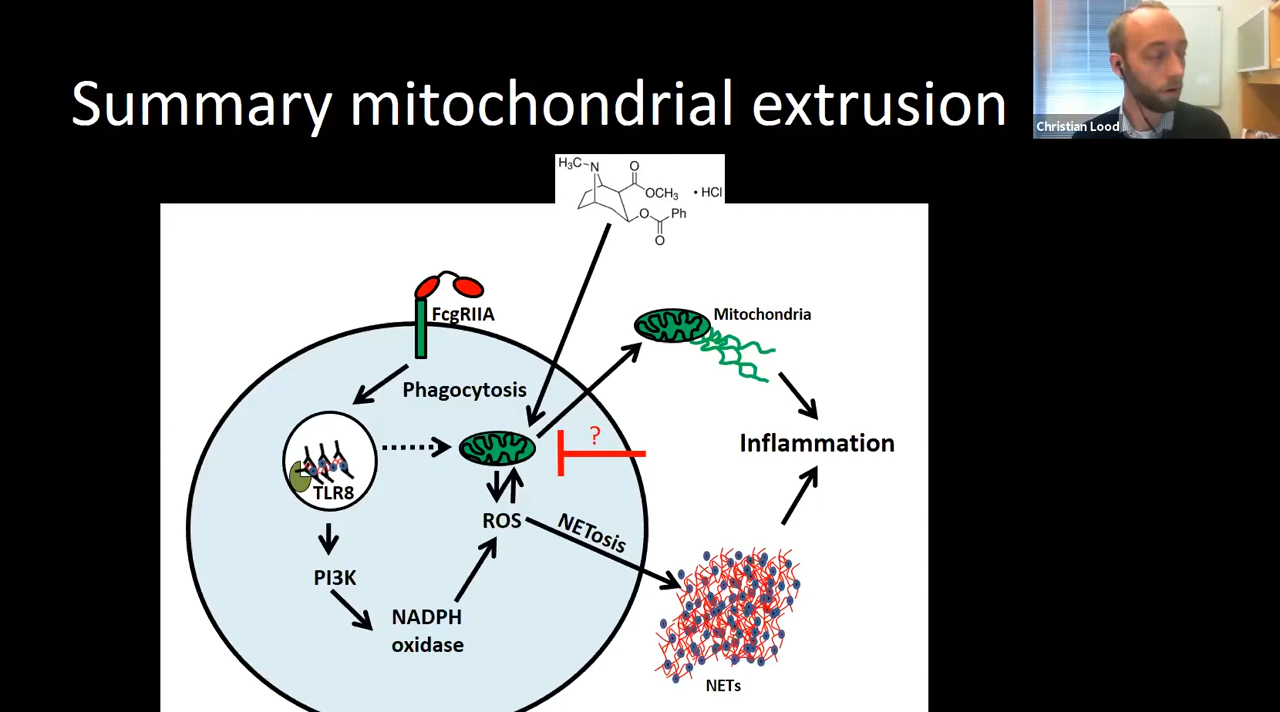 Summary mitochondrial extrusion
Christian Lood
H₃C
N
O
OCH₃
• HCl
O
Ph
O
FcgRIIA
Mitochondria
Phagocytosis
?
Inflammation
TLR8
ROS
NETosis
PI3K
NADPH
oxidase
NETs